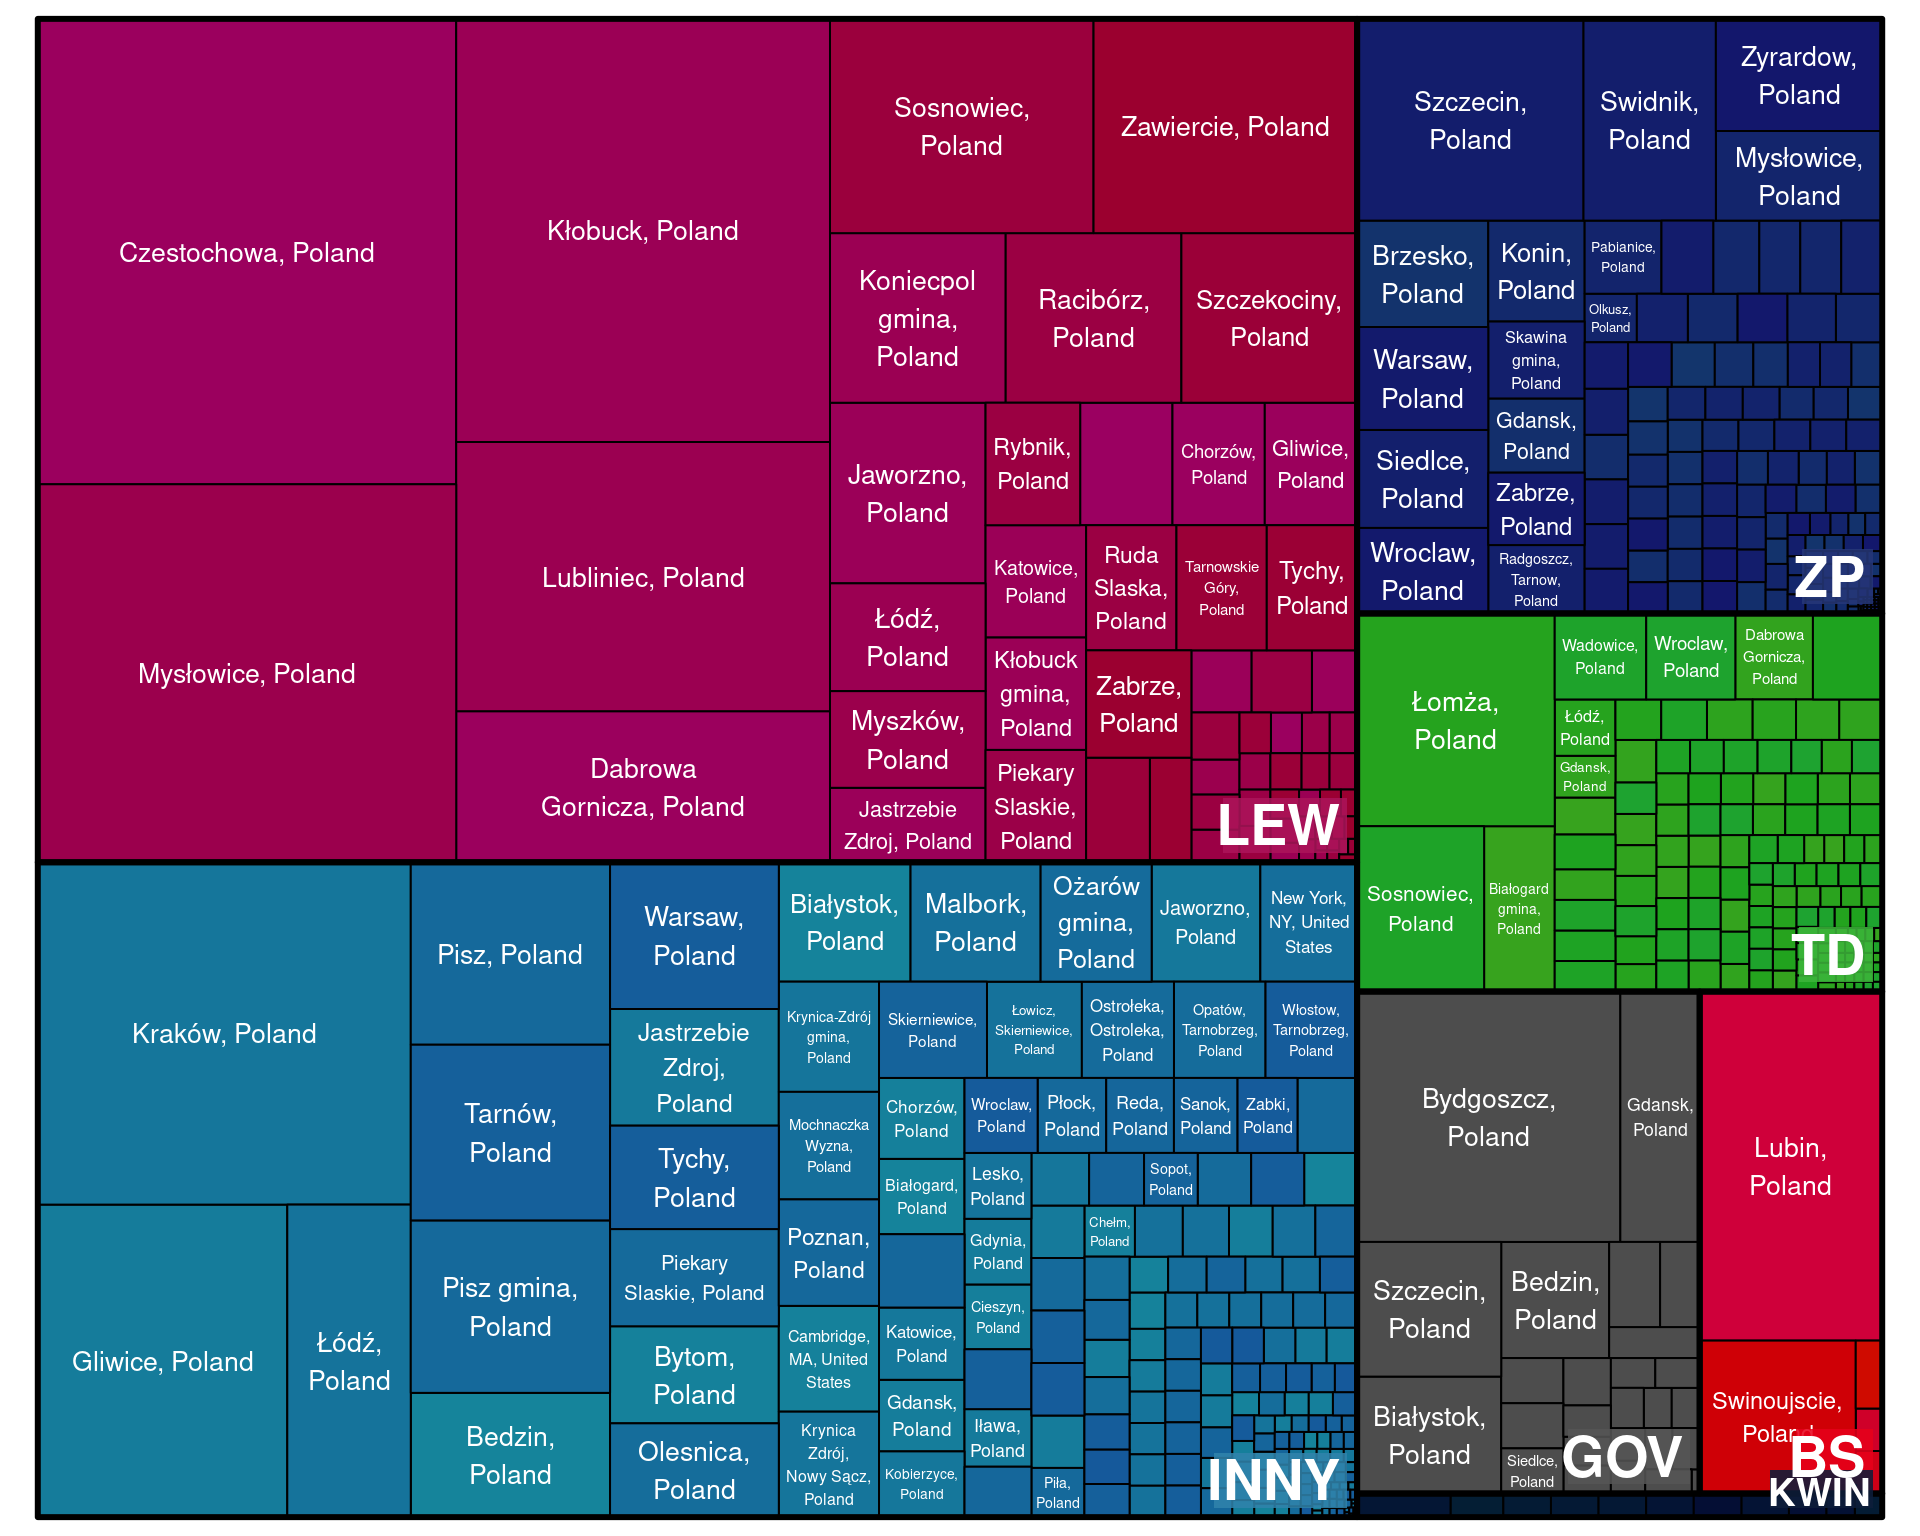 Czestochowa, Poland
Mysłowice, Poland
Kłobuck, Poland
Lubliniec, Poland
Dabrowa
Gornicza, Poland
Sosnowiec,
Poland
Zawiercie, Poland
Koniecpol
gmina,
Poland
Racibórz,
Poland
Szczekociny,
Poland
Jaworzno,
Poland
Łódź,
Poland
Myszków,
Poland
Jastrzebie
Zdroj, Poland
Rybnik,
Poland
Chorzów,
Poland
Gliwice,
Poland
Katowice,
Poland
Kłobuck
gmina,
Poland
Piekary
Slaskie,
Poland
Ruda
Slaska,
Poland
Tarnowskie
Góry,
Poland
Tychy,
Poland
Zabrze,
Poland
LEW
Szczecin,
Poland
Swidnik,
Poland
Zyrardow,
Poland
Mysłowice,
Poland
Brzesko,
Poland
Warsaw,
Poland
Siedlce,
Poland
Wroclaw,
Poland
Konin,
Poland
Skawina
gmina,
Poland
Gdansk,
Poland
Zabrze,
Poland
Radgoszcz,
Tarnow,
Poland
Pabianice,
Poland
Olkusz,
Poland
ZP
Łomża,
Poland
Sosnowiec,
Poland
Białogard
gmina,
Poland
Wadowice,
Poland
Wroclaw,
Poland
Dabrowa
Gornicza,
Poland
Łódź,
Poland
Gdansk,
Poland
TD
Kraków, Poland
Gliwice, Poland
Łódź,
Poland
Pisz, Poland
Tarnów,
Poland
Pisz gmina,
Poland
Bedzin,
Poland
Warsaw,
Poland
Jastrzebie
Zdroj,
Poland
Tychy,
Poland
Piekary
Slaskie, Poland
Bytom,
Poland
Olesnica,
Poland
Białystok,
Poland
Malbork,
Poland
Ożarów
gmina,
Poland
Jaworzno,
Poland
New York,
NY, United
States
Krynica-Zdrój
gmina,
Poland
Mochnaczka
Wyzna,
Poland
Poznan,
Poland
Cambridge,
MA, United
States
Krynica
Zdrój,
Nowy Sącz,
Poland
Skierniewice,
Poland
Łowicz,
Skierniewice,
Poland
Ostrołeka,
Ostroleka,
Poland
Opatów,
Tarnobrzeg,
Poland
Włostow,
Tarnobrzeg,
Poland
Chorzów,
Poland
Białogard,
Poland
Katowice,
Poland
Gdansk,
Poland
Kobierzyce,
Poland
Wroclaw,
Poland
Płock,
Poland
Reda,
Poland
Sanok,
Poland
Zabki,
Poland
Lesko,
Poland
Gdynia,
Poland
Cieszyn,
Poland
Iława,
Poland
Sopot,
Poland
Chełm,
Poland
Piła,
Poland
INNY
Bydgoszcz,
Poland
Gdansk,
Poland
Szczecin,
Poland
Białystok,
Poland
Bedzin,
Poland
Siedlce,
Poland
GOV
Lubin,
Poland
Swinoujscie,
Poland
BS
KWIN